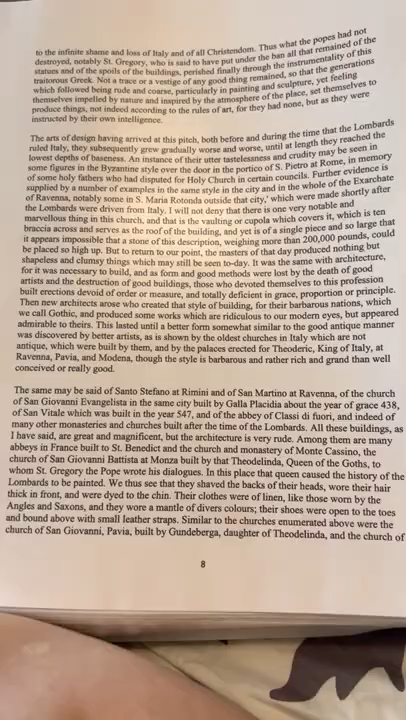 to the infinite shame and loss of Italy and of all Christendom. Thus what the popes had not
destroyed, notably St. Gregory, who is said to have put under the ban all that remained of the
statues and of the spoils of the buildings, perished finally through the instrumentality of this
traitorous Greek. Not a trace or a vestige of any good thing remained, so that the generations
which followed being rude and coarse, particularly in painting and sculpture, yet feeling
themselves impelled by nature and inspired by the atmosphere of the place, set themselves to
produce things, not indeed according to the rules of art, for they had none, but as they were
instructed by their own intelligence.
The arts of design having arrived at this pitch, both before and during the time that the Lombards
ruled Italy, they subsequently grew gradually worse and worse, until at length they reached the
lowest depths of baseness. An instance of their utter tastelessness and crudity may be seen in
some figures in the Byzantine style over the door in the portico of S. Pietro at Rome, in memory
of some holy fathers who had disputed for Holy Church in certain councils. Further evidence is
supplied by a number of examples in the same style in the city and in the whole of the Exarchate
of Ravenna, notably some in S. Maria Rotonda outside that city,' which were made shortly after
the Lombards were driven from Italy. I will not deny that there is one very notable and
marvellous thing in this church, and that is the vaulting or cupola which covers it, which is ten
braccia across and serves as the roof of the building, and yet is of a single piece and so large that
it appears impossible that a stone of this description, weighing more than 200,000 pounds, could
be placed so high up. But to return to our point, the masters of that day produced nothing but
shapeless and clumsy things which may still be seen to-day. It was the same with architecture,
for it was necessary to build, and as form and good methods were lost by the death of good
artists and the destruction of good buildings, those who devoted themselves to this profession
built erections devoid of order or measure, and totally deficient in grace, proportion or principle.
Then new architects arose who created that style of building, for their barbarous nations, which
we call Gothic, and produced some works which are ridiculous to our modern eyes, but appeared
admirable to theirs. This lasted until a better form somewhat similar to the good antique manner
was discovered by better artists, as is shown by the oldest churches in Italy which are not
antique, which were built by them, and by the palaces erected for Theoderic, King of Italy, at
Ravenna, Pavia, and Modena, though the style is barbarous and rather rich and grand than well
conceived or really good.
The same may be said of Santo Stefano at Rimini and of San Martino at Ravenna, of the church
of San Giovanni Evangelista in the same city built by Galla Placidia about the year of grace 438,
of San Vitale which was built in the year 547, and of the abbey of Classi di fuori, and indeed of
many other monasteries and churches built after the time of the Lombards. All these buildings, as
I have said, are great and magnificent, but the architecture is very rude. Among them are many
abbeys in France built to St. Benedict and the church and monastery of Monte Cassino, the
church of San Giovanni Battista at Monza built by that Theodelinda, Queen of the Goths, to
whom St. Gregory the Pope wrote his dialogues. In this place that queen caused the history of the
Lombards to be painted. We thus see that they shaved the backs of their heads, wore their hair
thick in front, and were dyed to the chin. Their clothes were of linen, like those worn by the
Angles and Saxons, and they wore a mantle of divers colours; their shoes were open to the toes
and bound above with small leather straps. Similar to the churches enumerated above were the
church of San Giovanni, Pavia, built by Gundeberga, daughter of Theodelinda, and the church of
8